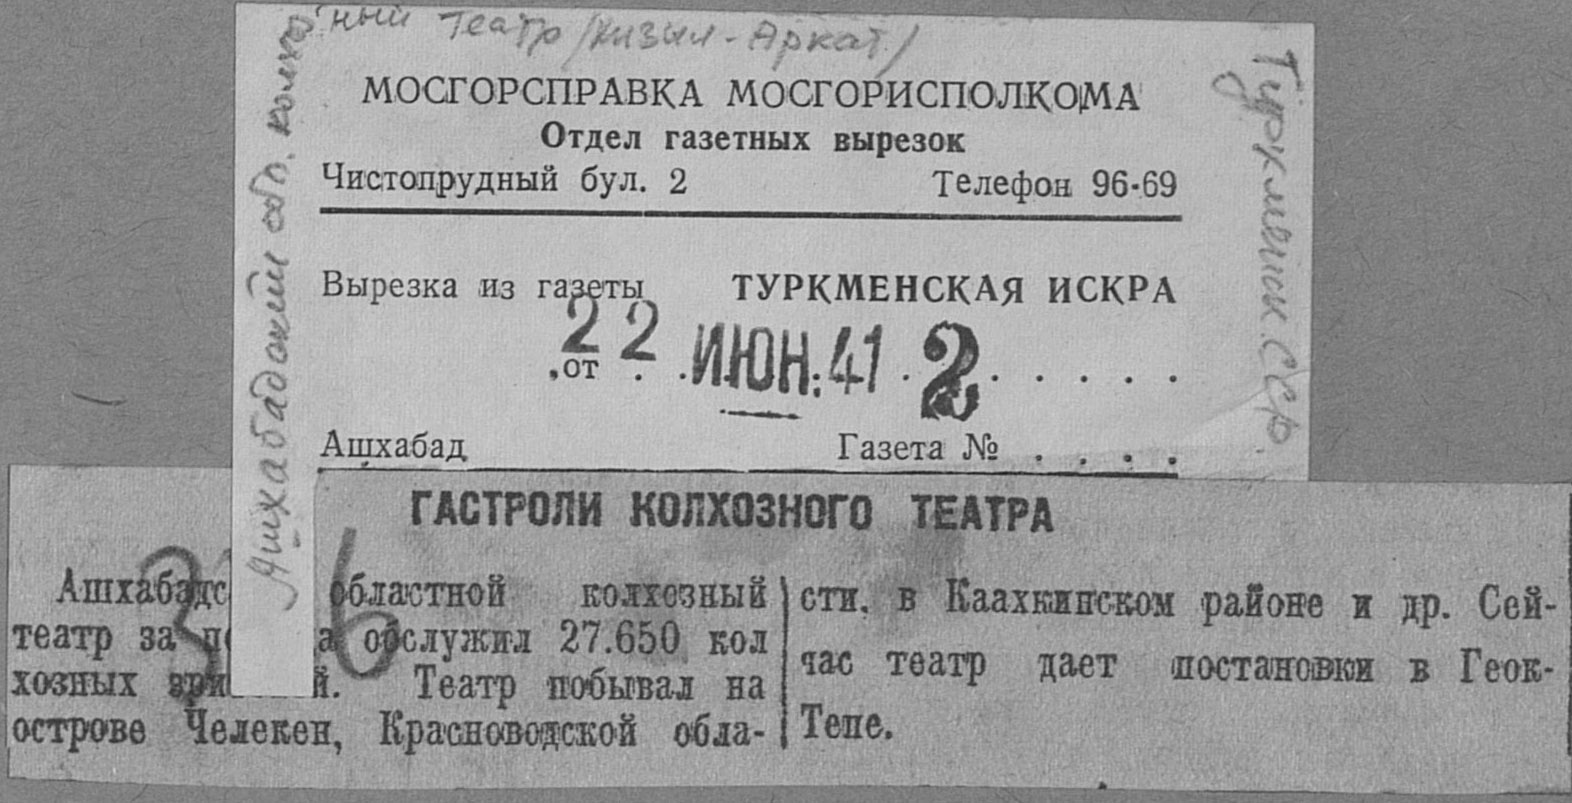 ный театр /Кизыл-Аркат/
Ашхабадский обл. колхоз
Туркменск. ССР.
МОСГОРСПРАВКА МОСГОРИСПОЛКОМА
Отдел газетных вырезок
Чистопрудный бул. 2 Телефон 96-69
Вырезка из газеты ТУРКМЕНСКАЯ ИСКРА
от 22 ИЮН. 41 2
Ашхабад Газета № . . . .
ГАСТРОЛИ КОЛХОЗНОГО ТЕАТРА
36
Ашхабадс областной колхозный
театр за п а обслужил 27.650 кол
хозных зри й. Театр побывал на
острове Челекен, Красноводской обла-
сти, в Каахкинском районе и др. Сей-
час театр дает постановки в Геок-
Тепе.